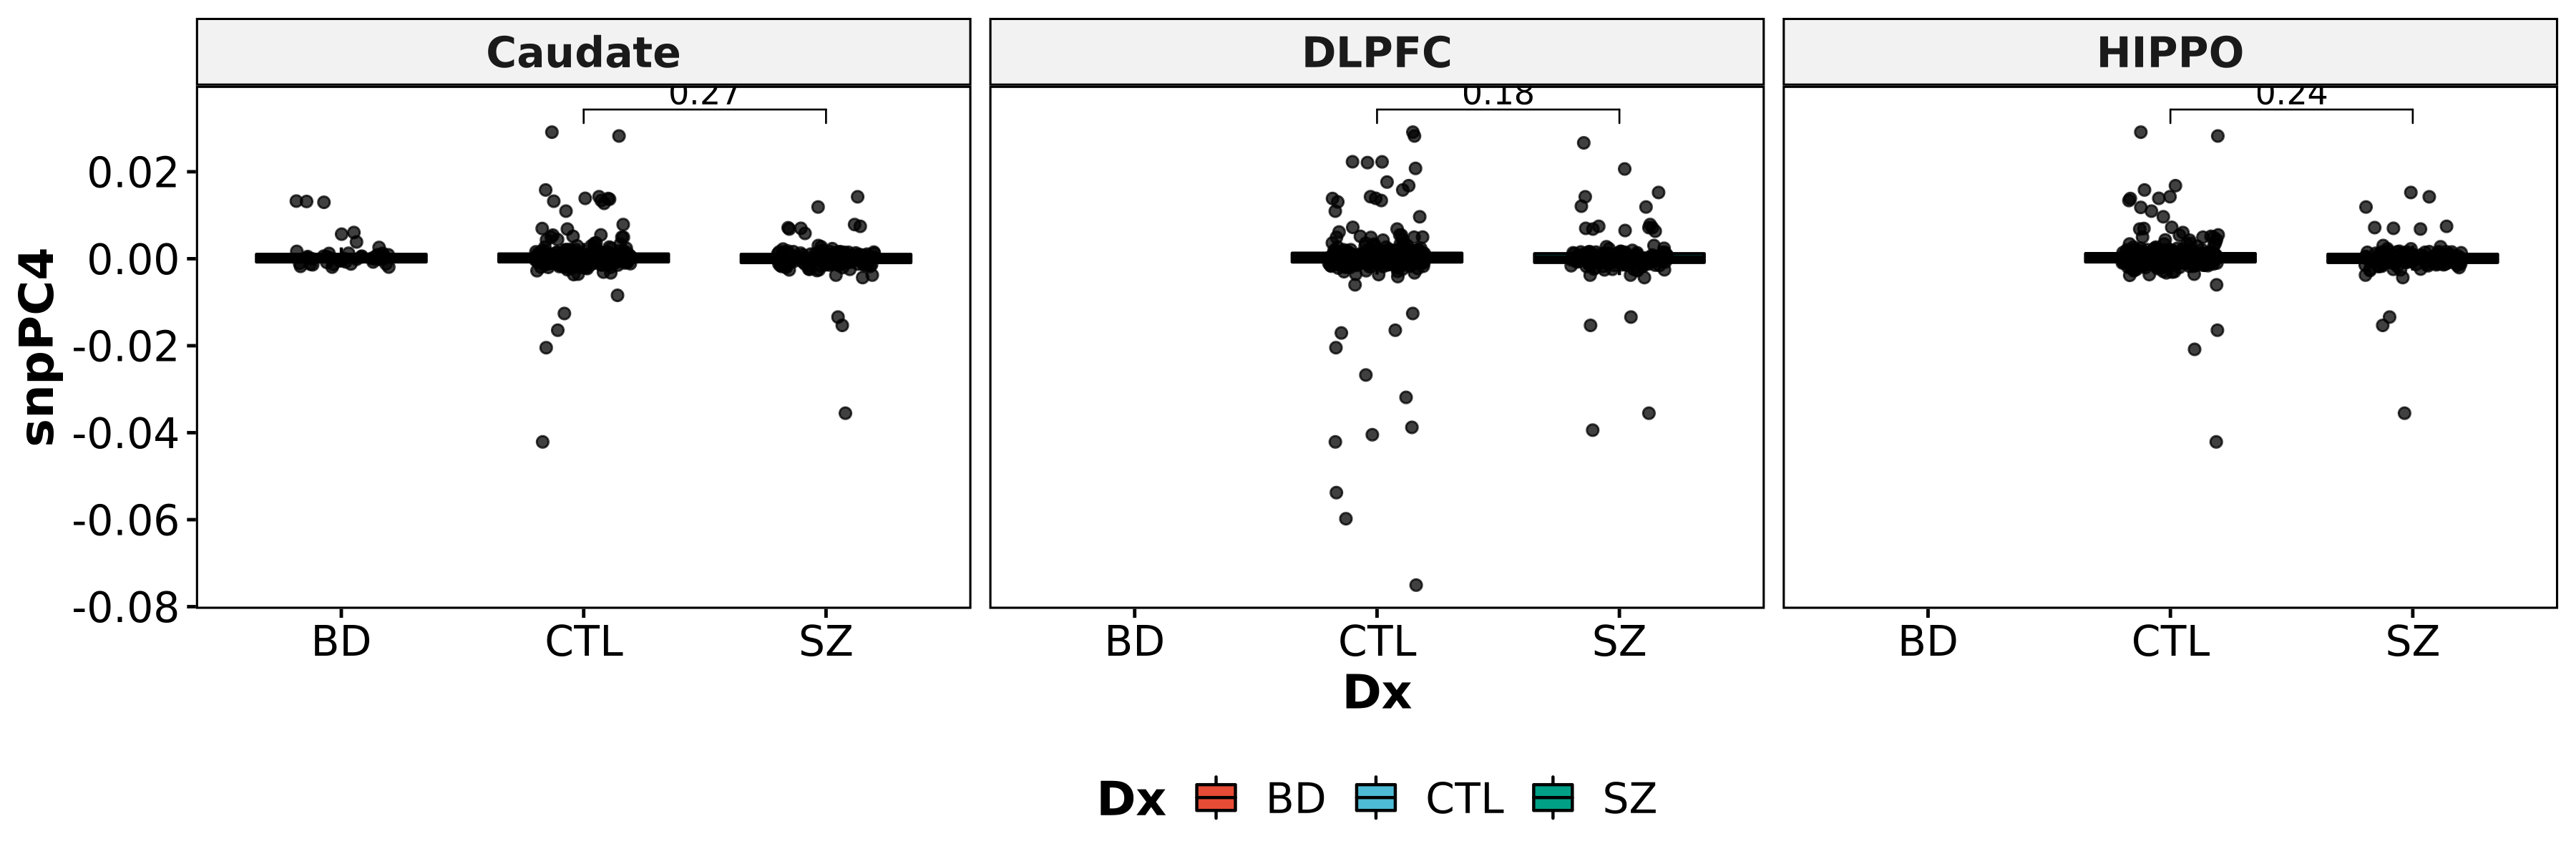 Caudate DLPFC HIPPO
0.27 0.18 0.24
snpPC4
0.02
0.00
-0.02
-0.04
-0.06
-0.08
BD CTL SZ BD CTL SZ BD CTL SZ
Dx
Dx BD CTL SZ